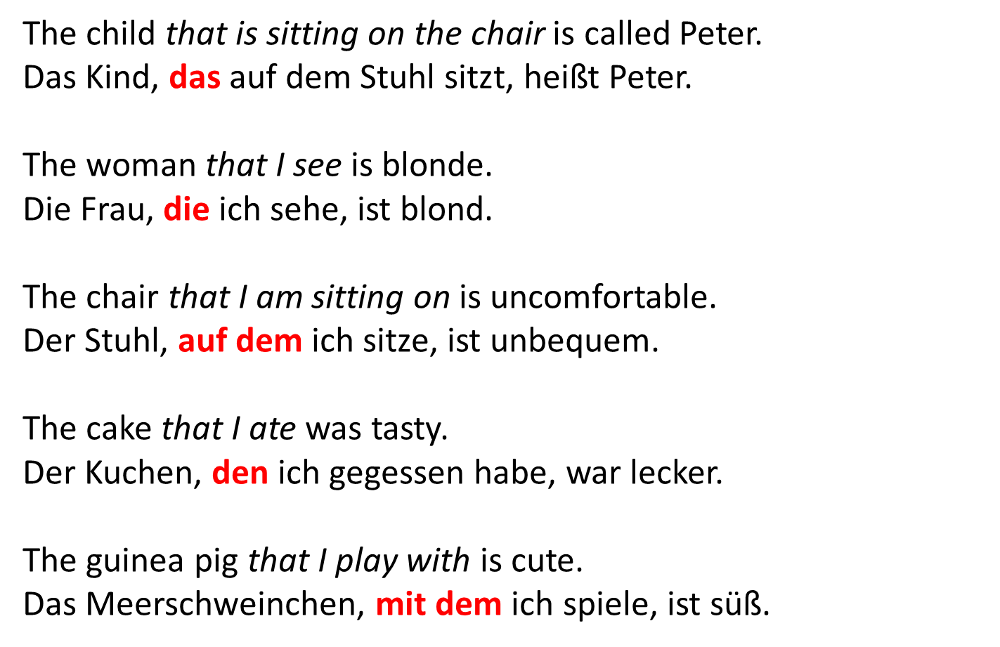 The child that is sitting on the chair is called Peter.
Das Kind, das auf dem Stuhl sitzt, heißt Peter.
The woman that I see is blonde.
Die Frau, die ich sehe, ist blond.
The chair that I am sitting on is uncomfortable.
Der Stuhl, auf dem ich sitze, ist unbequem.
The cake that I ate was tasty.
Der Kuchen, den ich gegessen habe, war lecker.
The guinea pig that I play with is cute.
Das Meerschweinchen, mit dem ich spiele, ist süß.